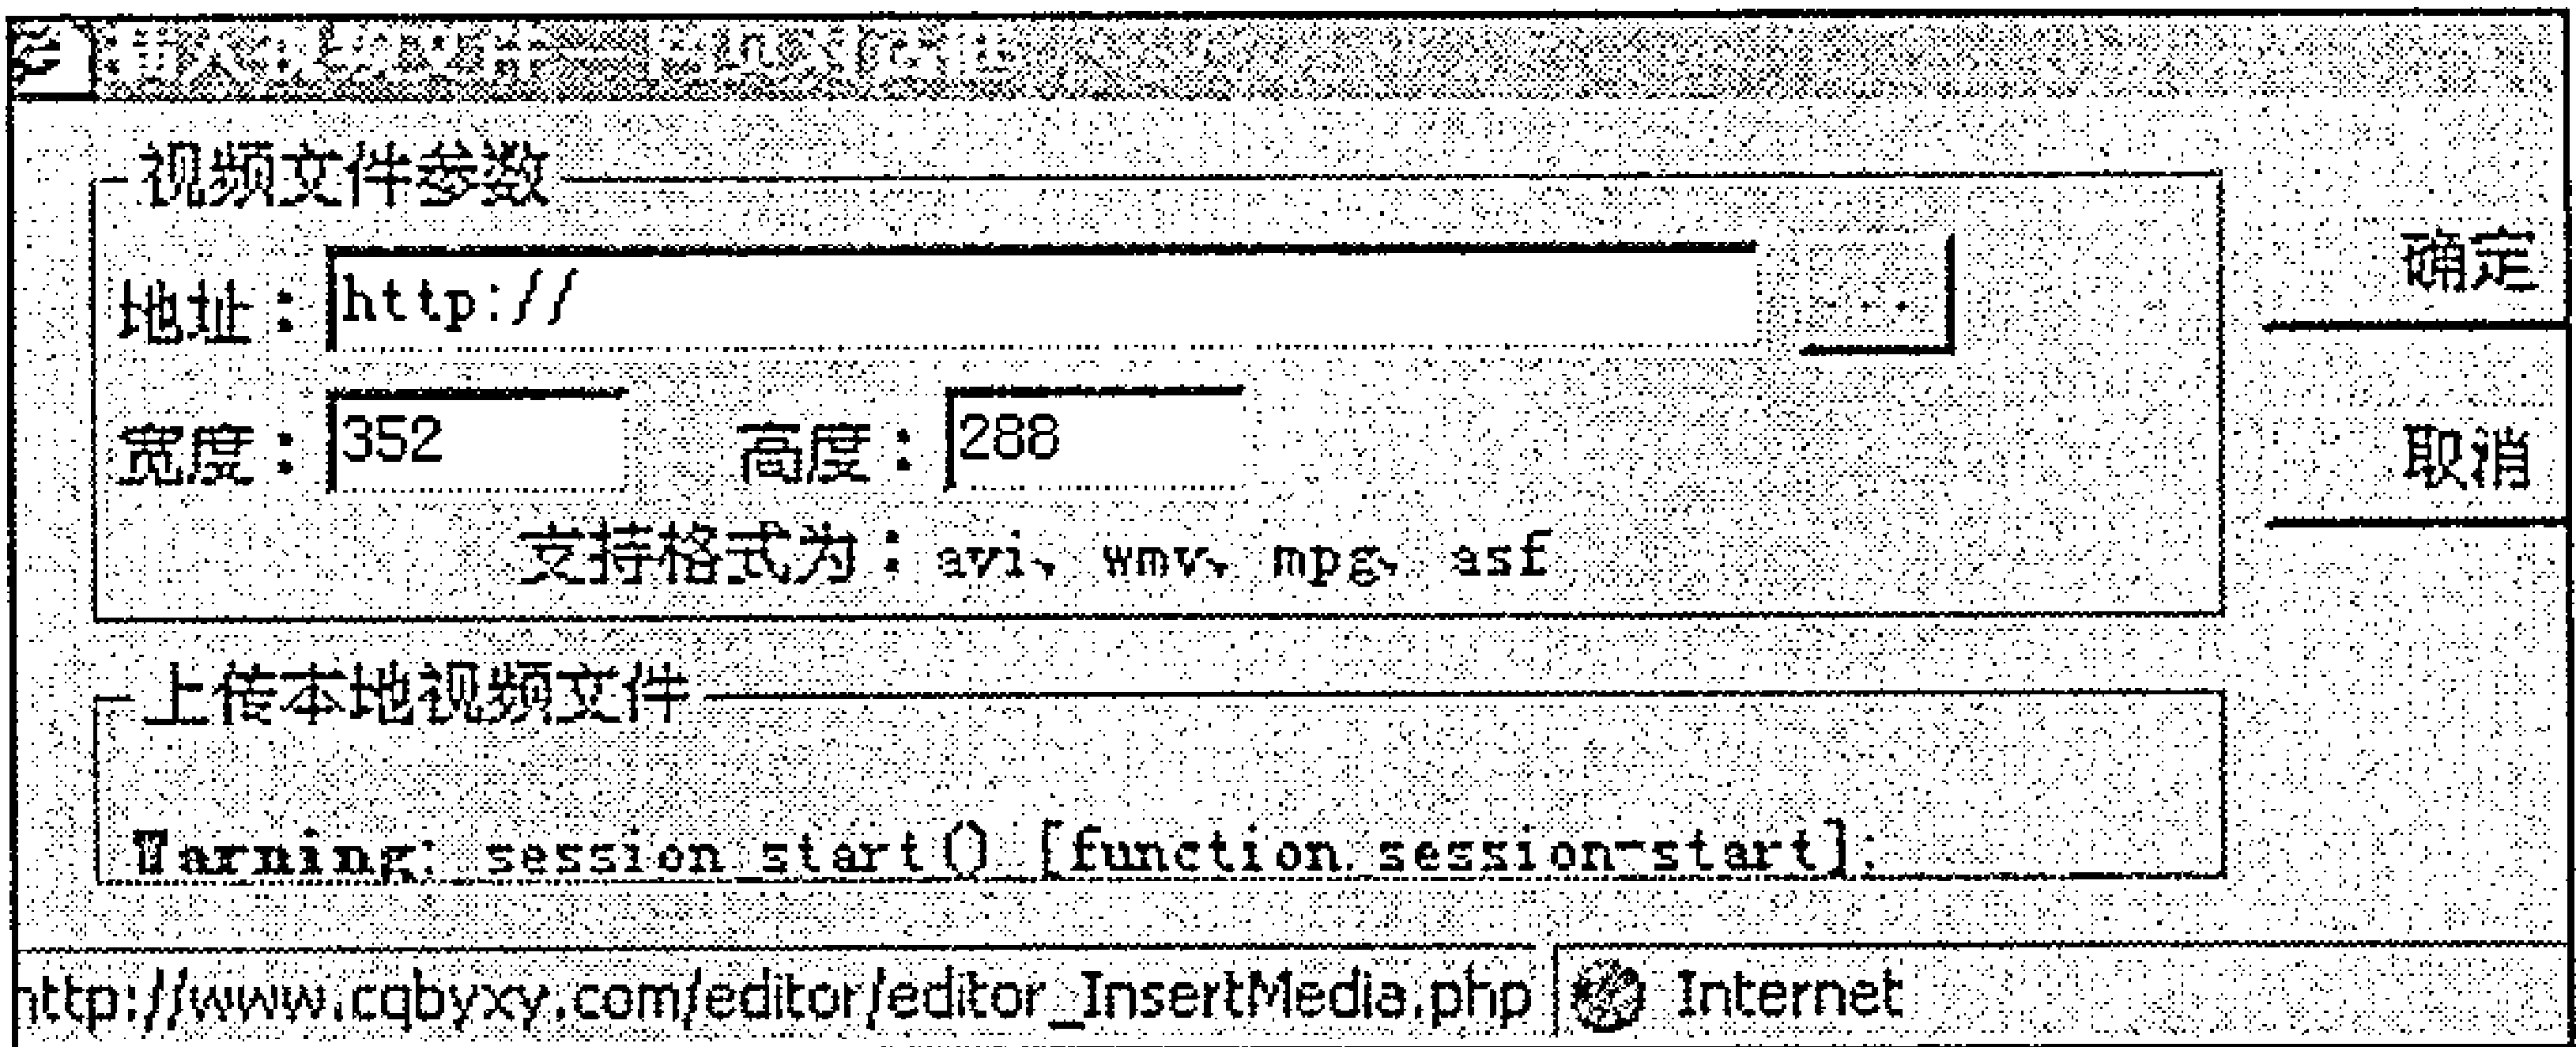 视频文件参数
地址：http:// ...
确定
宽度：352 高度：288
取消
支持格式为：avi、wmv、mpg、asf
上传本地视频文件
Warning: session_start() [function.session-start]:
http://www.cqbyxy.com/editor/editor_InsertMedia.php Internet